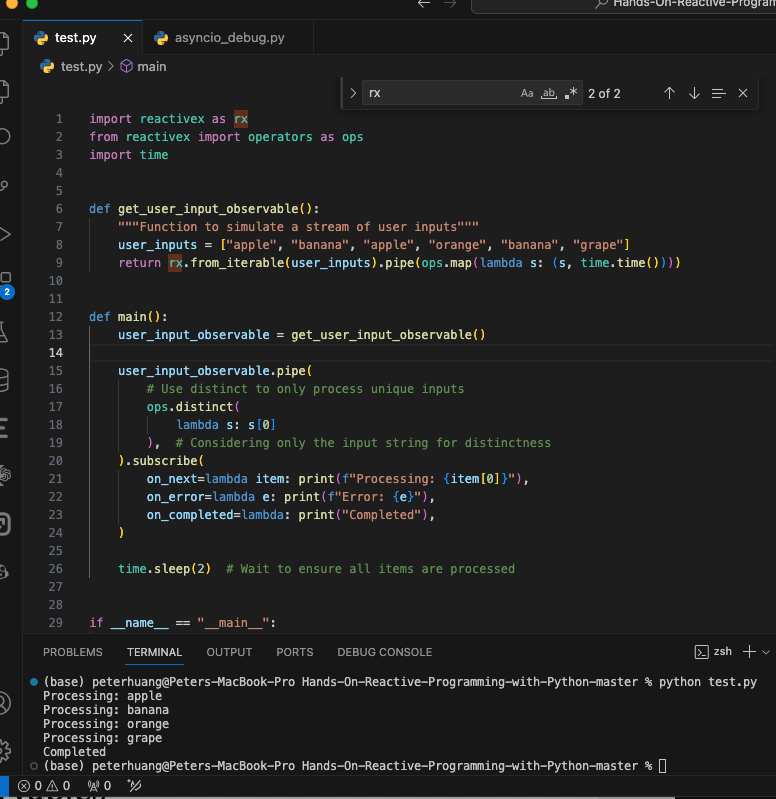 Hands-On-Reactive-Program
test.py
asyncio_debug.py
test.py > main
rx
Aa ab .*
2 of 2
1 import reactivex as rx
2 from reactivex import operators as ops
3 import time
4
5
6 def get_user_input_observable():
7 """Function to simulate a stream of user inputs"""
8 user_inputs = ["apple", "banana", "apple", "orange", "banana", "grape"]
9 return rx.from_iterable(user_inputs).pipe(ops.map(lambda s: (s, time.time())))
10
11
12 def main():
13 user_input_observable = get_user_input_observable()
14
15 user_input_observable.pipe(
16 # Use distinct to only process unique inputs
17 ops.distinct(
18 lambda s: s[0]
19 ), # Considering only the input string for distinctness
20 ).subscribe(
21 on_next=lambda item: print(f"Processing: {item[0]}"),
22 on_error=lambda e: print(f"Error: {e}"),
23 on_completed=lambda: print("Completed"),
24 )
25
26 time.sleep(2) # Wait to ensure all items are processed
27
28
29 if __name__ == "__main__":
2
PROBLEMS TERMINAL OUTPUT PORTS DEBUG CONSOLE zsh
(base) peterhuang@Peters-MacBook-Pro Hands-On-Reactive-Programming-with-Python-master % python test.py
Processing: apple
Processing: banana
Processing: orange
Processing: grape
Completed
(base) peterhuang@Peters-MacBook-Pro Hands-On-Reactive-Programming-with-Python-master %
0 0 0